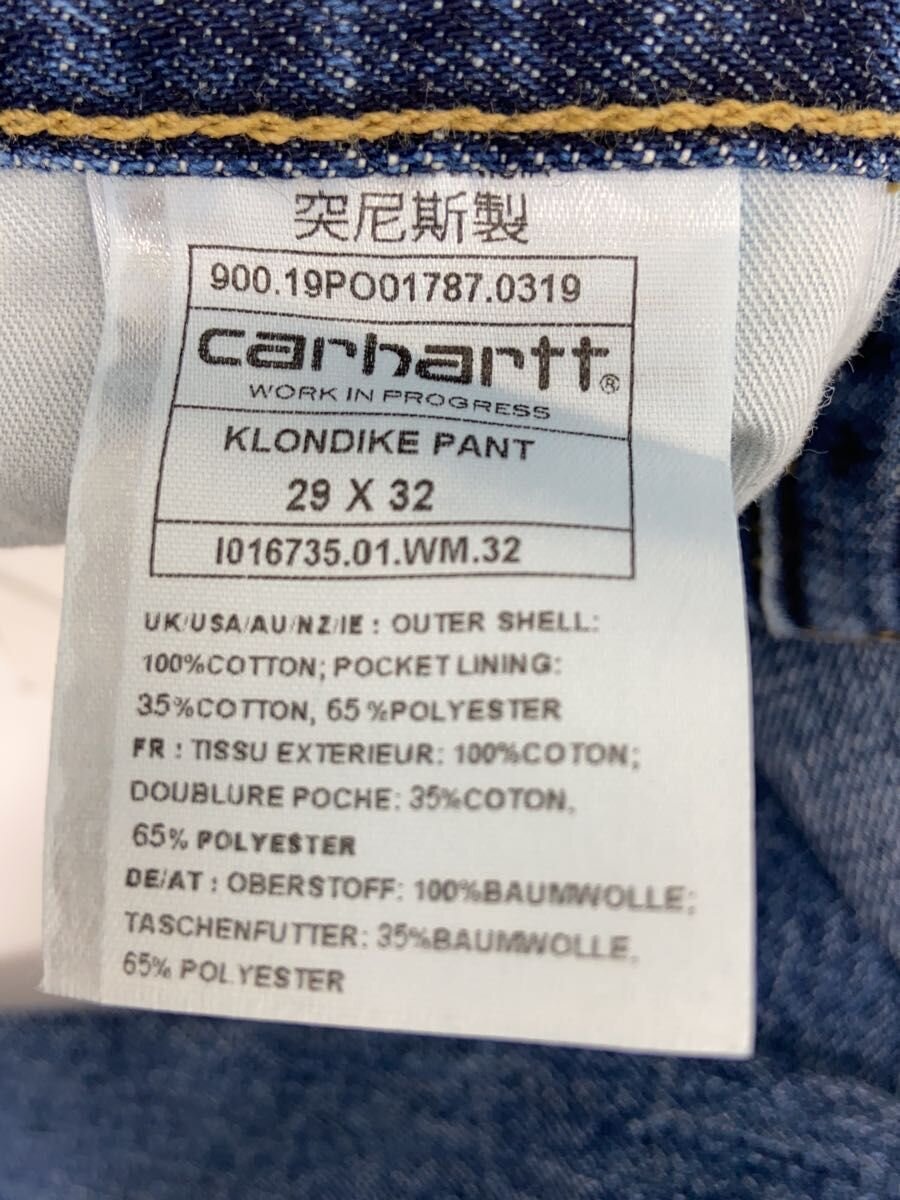 突尼斯製
900.19PO01787.0319
carhartt®
WORK IN PROGRESS
KLONDIKE PANT
29 X 32
I016735.01.WM.32
UK/USA/AU/NZ/IE : OUTER SHELL:
100%COTTON; POCKET LINING:
35%COTTON, 65%POLYESTER
FR : TISSU EXTERIEUR: 100%COTON;
DOUBLURE POCHE: 35%COTON,
65% POLYESTER
DE/AT : OBERSTOFF: 100%BAUMWOLLE;
TASCHENFUTTER: 35%BAUMWOLLE,
65% POLYESTER